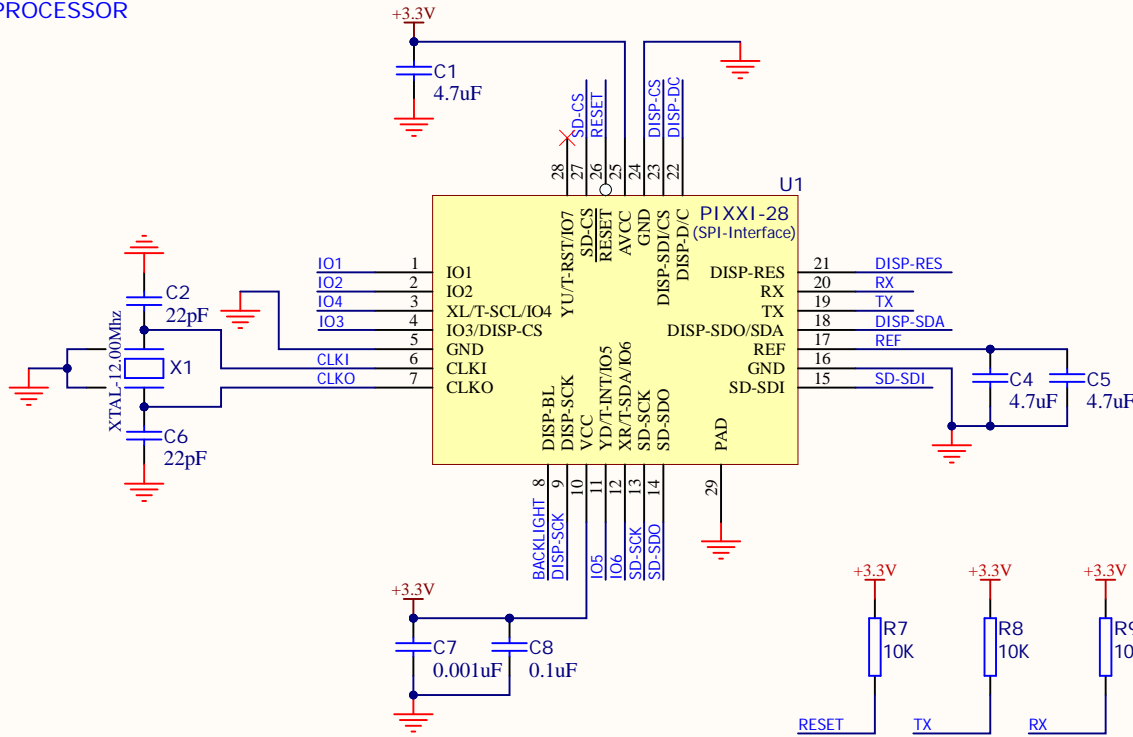 PROCESSOR
+3.3V
C1
4.7uF
SD-CS
RESET
DISP-CS
DISP-DC
28
27
26
25
24
23
22
U1
PIXXI-28
(SPI-Interface)
YU/T-RST/IO7
SD-CS
RESET
AVCC
GND
DISP-SDI/CS
DISP-D/C
IO1
1
IO1
IO2
2
IO2
IO4
3
XL/T-SCL/IO4
IO3
4
IO3/DISP-CS
5
GND
CLKI
6
CLKI
CLKO
7
CLKO
DISP-RES
21
DISP-RES
RX
20
RX
TX
19
TX
DISP-SDO/SDA
18
DISP-SDA
REF
17
REF
GND
16
SD-SDI
15
SD-SDI
C2
22pF
XTAL-12.00Mhz
X1
C6
22pF
C4
4.7uF
C5
4.7uF
DISP-BL
DISP-SCK
VCC
YD/T-INT/IO5
XR/T-SDA/IO6
SD-SCK
SD-SDO
PAD
8
9
10
11
12
13
14
29
BACKLIGHT
DISP-SCK
IO5
IO6
SD-SCK
SD-SDO
+3.3V
C7
0.001uF
C8
0.1uF
+3.3V
R7
10K
RESET
+3.3V
R8
10K
TX
+3.3V
RX